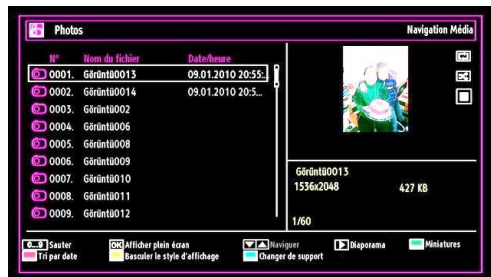 Photos Navigation Média
N° Nom du fichier Date/heure
0001. Görüntü0013 09.01.2010 20:55:..
0002. Görüntü0014 09.01.2010 20:5...
0003. Görüntü002
0004. Görüntü006
0005. Görüntü008
0006. Görüntü009
0007. Görüntü010
0008. Görüntü011
0009. Görüntü012
Görüntü0013
1536x2048 427 KB
1/60
0...9 Sauter OK Afficher plein écran Naviguer Diaporama Miniatures
Tri par date Basculer le style d'affichage Changer de support